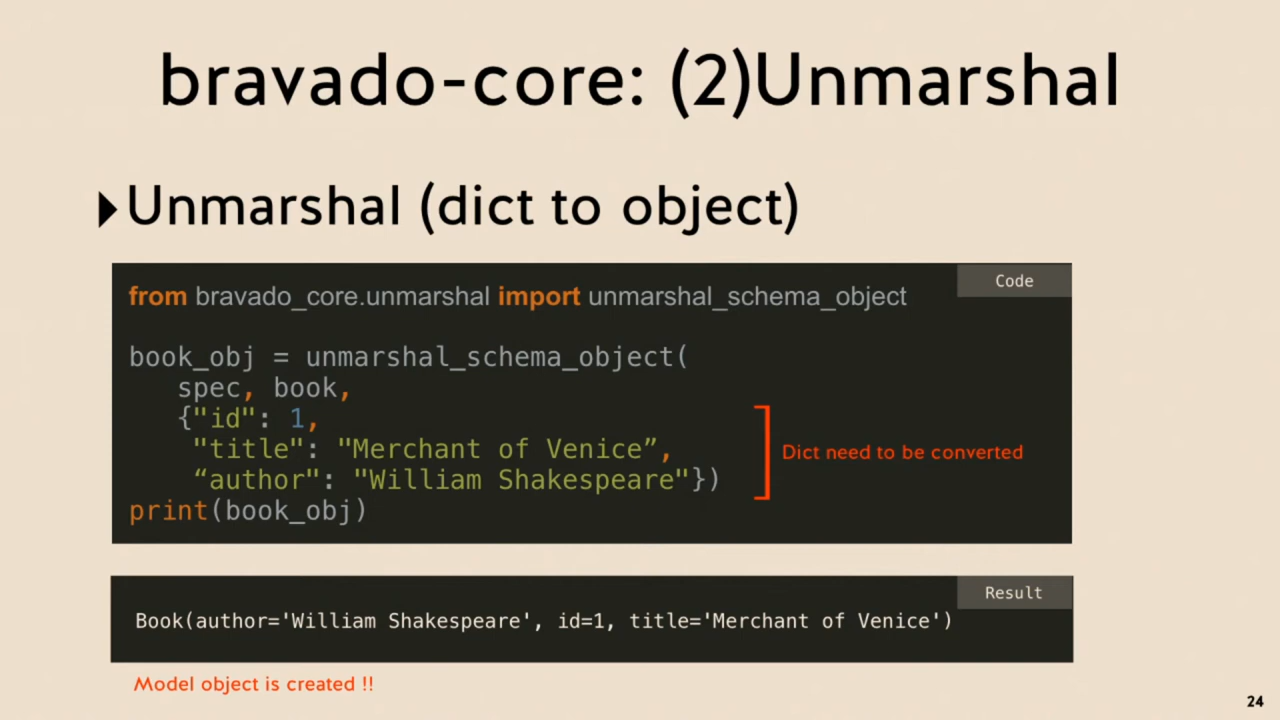 bravado-core: (2)Unmarshal
Unmarshal (dict to object)
Code
from bravado_core.unmarshal import unmarshal_schema_object
book_obj = unmarshal_schema_object(
spec, book,
{"id": 1,
"title": "Merchant of Venice”,
“author": "William Shakespeare"})
print(book_obj)
Dict need to be converted
Result
Book(author='William Shakespeare', id=1, title='Merchant of Venice')
Model object is created !!
24